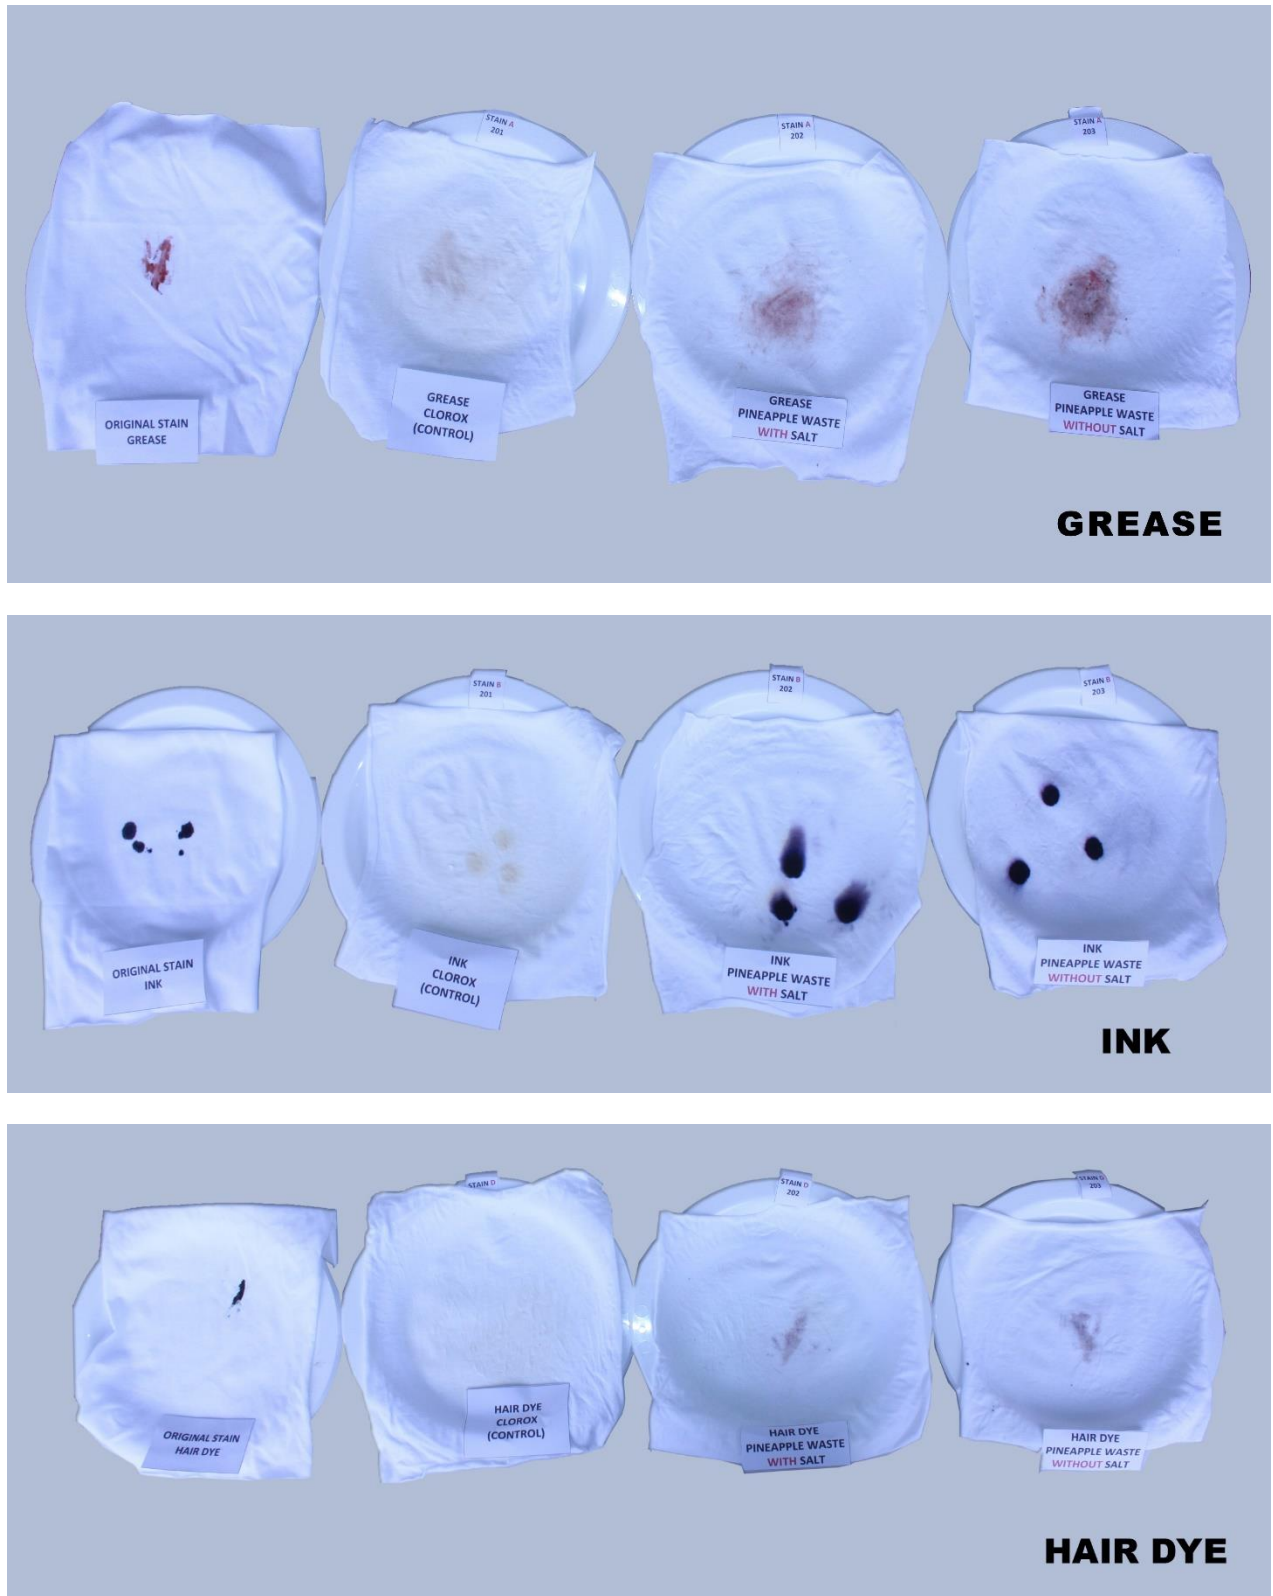 STAIN A
201
STAIN A
202
STAIN A
203
ORIGINAL STAIN
GREASE
GREASE
CLOROX
(CONTROL)
GREASE
PINEAPPLE WASTE
WITH SALT
GREASE
PINEAPPLE WASTE
WITHOUT SALT
GREASE
STAIN B
201
STAIN B
202
STAIN B
203
ORIGINAL STAIN
INK
INK
CLOROX
(CONTROL)
INK
PINEAPPLE WASTE
WITH SALT
INK
PINEAPPLE WASTE
WITHOUT SALT
INK
STAIN D
STAIN D
202
STAIN D
203
ORIGINAL STAIN
HAIR DYE
HAIR DYE
CLOROX
(CONTROL)
HAIR DYE
PINEAPPLE WASTE
WITH SALT
HAIR DYE
PINEAPPLE WASTE
WITHOUT SALT
HAIR DYE